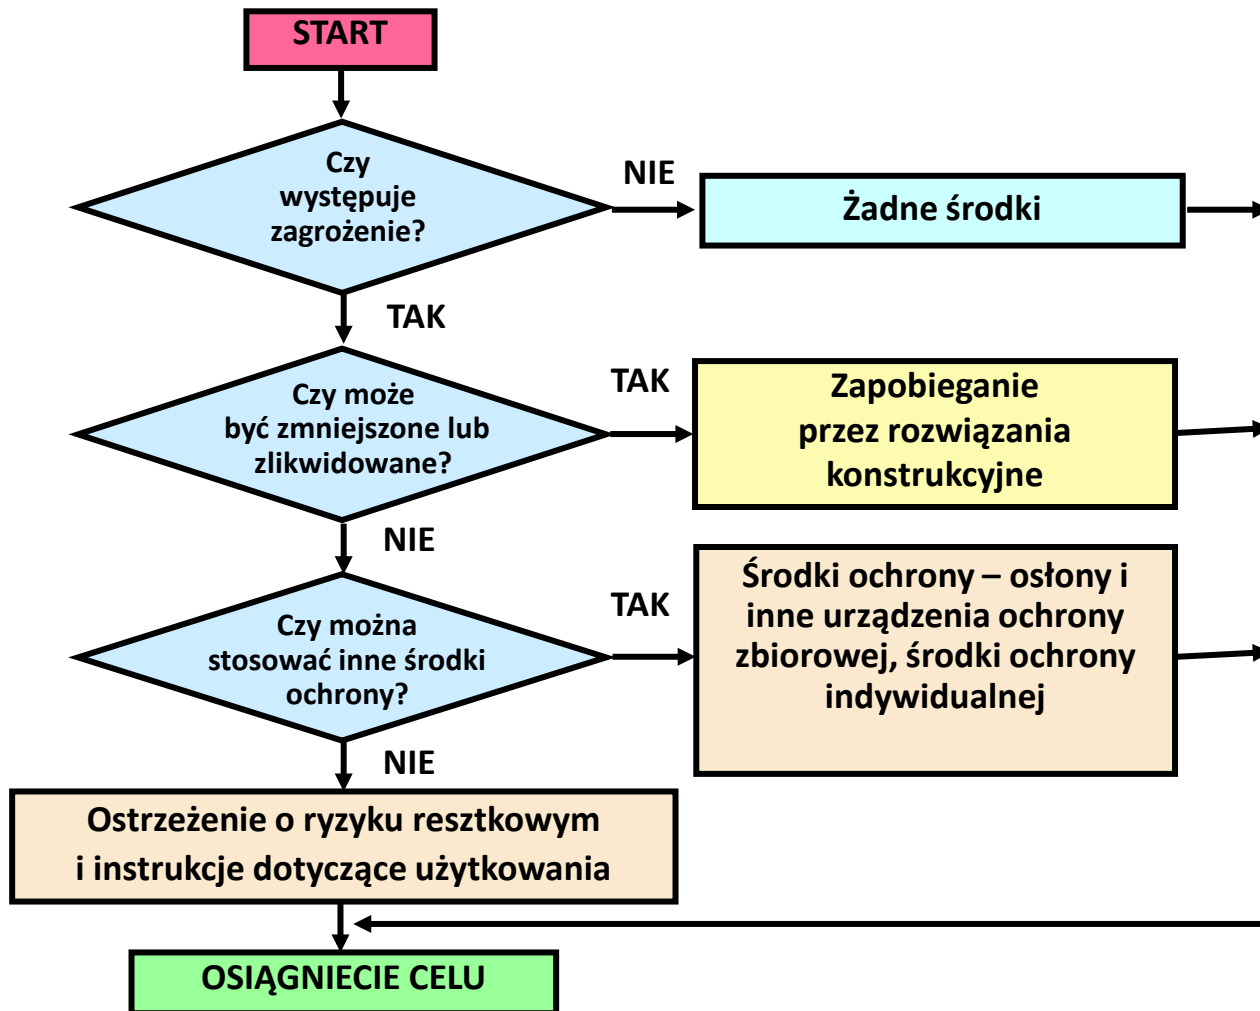 START
Czy
występuje
zagrożenie?
NIE
Żadne środki
TAK
Czy może
być zmniejszone lub
zlikwidowane?
TAK
Zapobieganie
przez rozwiązania
konstrukcyjne
NIE
Czy można
stosować inne środki
ochrony?
TAK
Środki ochrony – osłony i
inne urządzenia ochrony
zbiorowej, środki ochrony
indywidualnej
NIE
Ostrzeżenie o ryzyku resztkowym
i instrukcje dotyczące użytkowania
OSIĄGNIECIE CELU